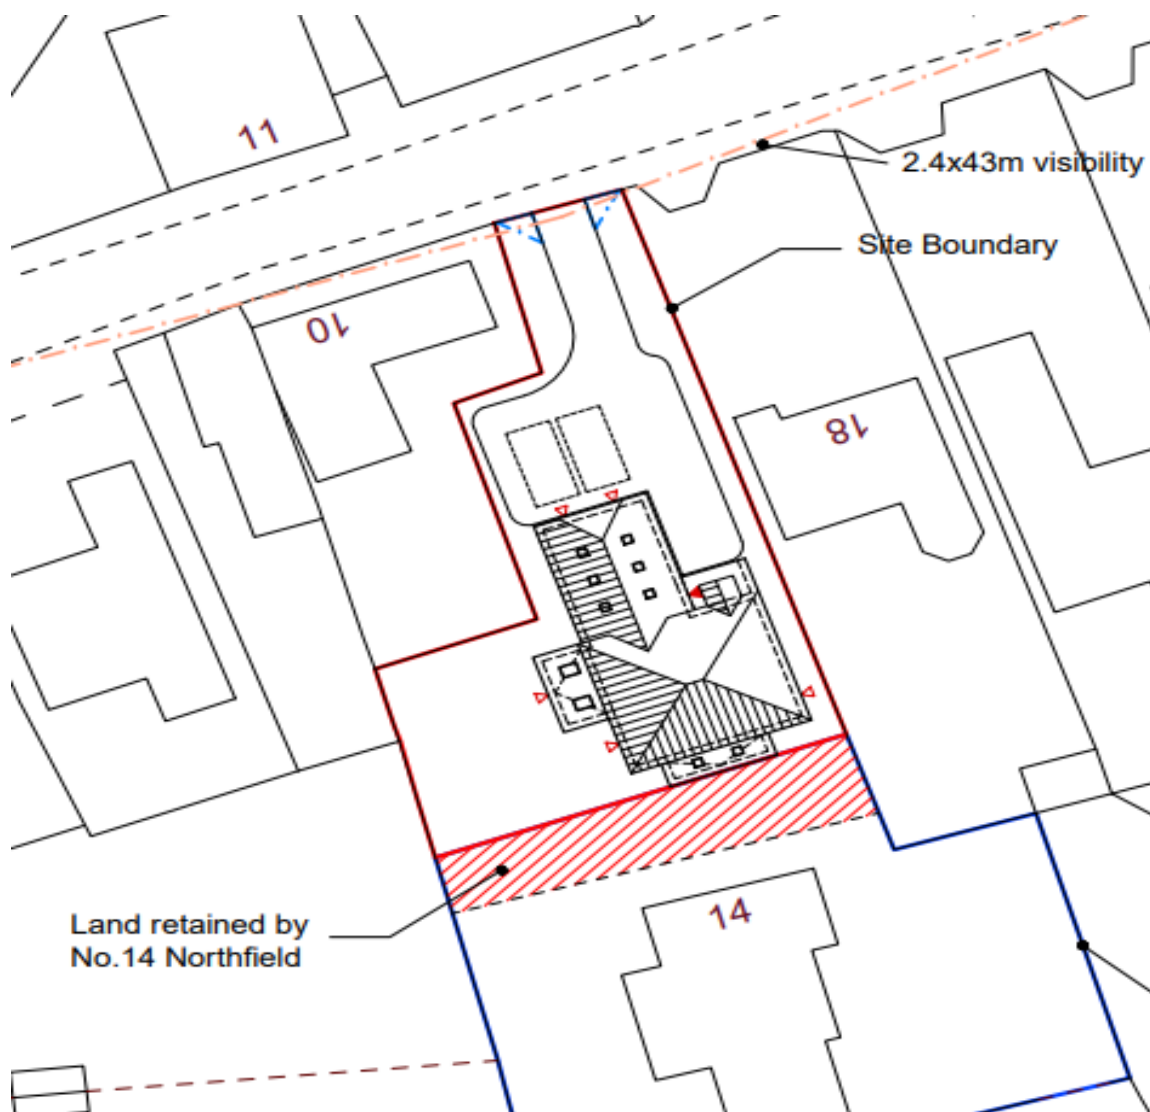 11
2.4x43m visibility
Site Boundary
10
18
14
Land retained by
No.14 Northfield